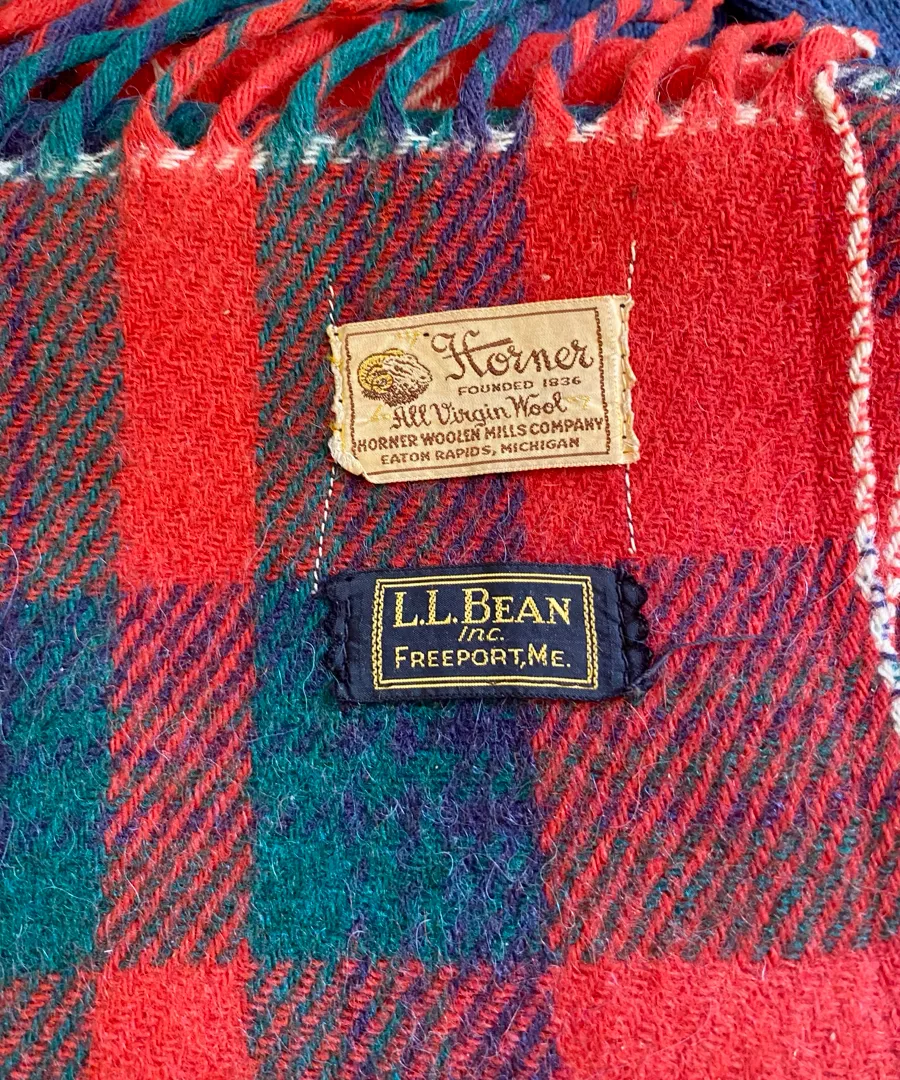 Horner
FOUNDED 1836
All Virgin Wool
HORNER WOOLEN MILLS COMPANY
EATON RAPIDS, MICHIGAN
L.L.BEAN
inc.
FREEPORT, ME.